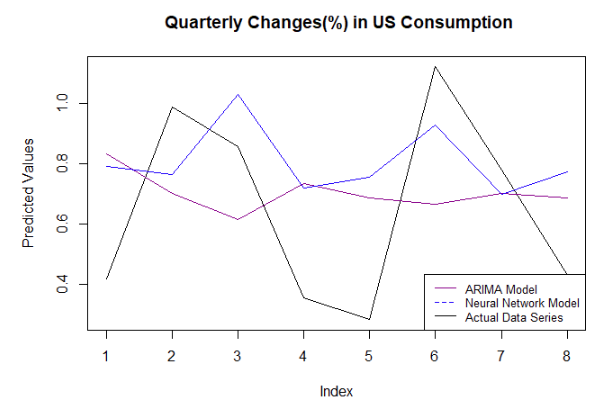 Quarterly Changes(%) in US Consumption
Predicted Values
1.0
0.8
0.6
0.4
ARIMA Model
Neural Network Model
Actual Data Series
1 2 3 4 5 6 7 8
Index